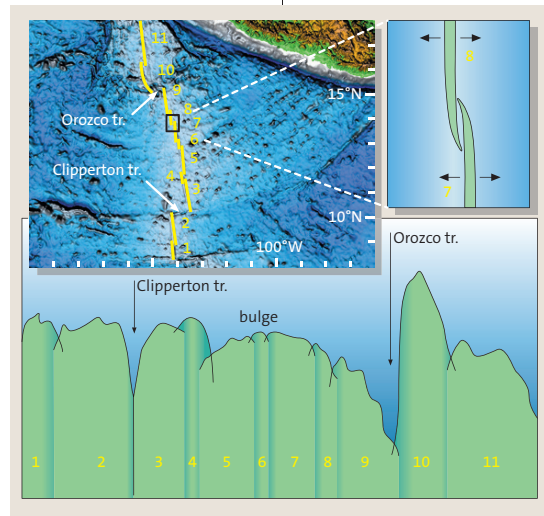 11
10
9
8
7
6
5
4
3
2
1
Orozco tr.
Clipperton tr.
15°N
10°N
100°W
8
7
Clipperton tr.
Orozco tr.
bulge
1 2 3 4 5 6 7 8 9 10 11